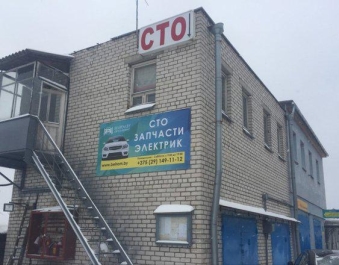 СТО
СТО
ЗАПЧАСТИ
ЭЛЕКТРИК
+375 (29) 149-11-12